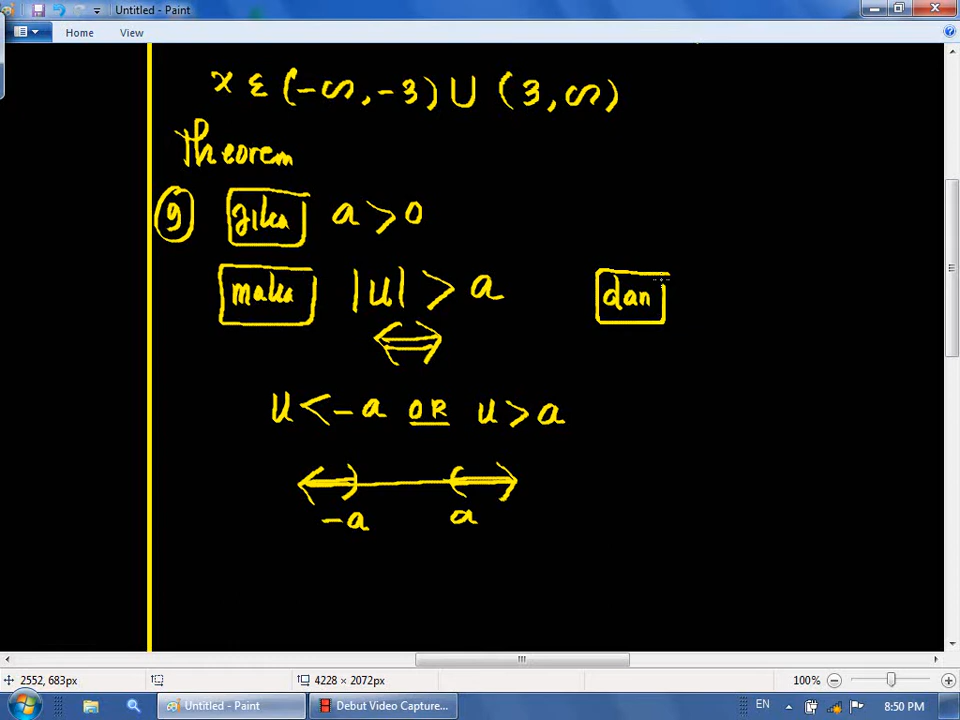 Untitled - Paint
Home View
x ε (-∞, -3) U (3, ∞)
Theorem
9 jika a > 0
maka |u| > a dan
⇔
u < -a OR u > a
-a a
2552, 683px 4228 × 2072px 100%
Untitled - Paint Debut Video Capture... EN 8:50 PM